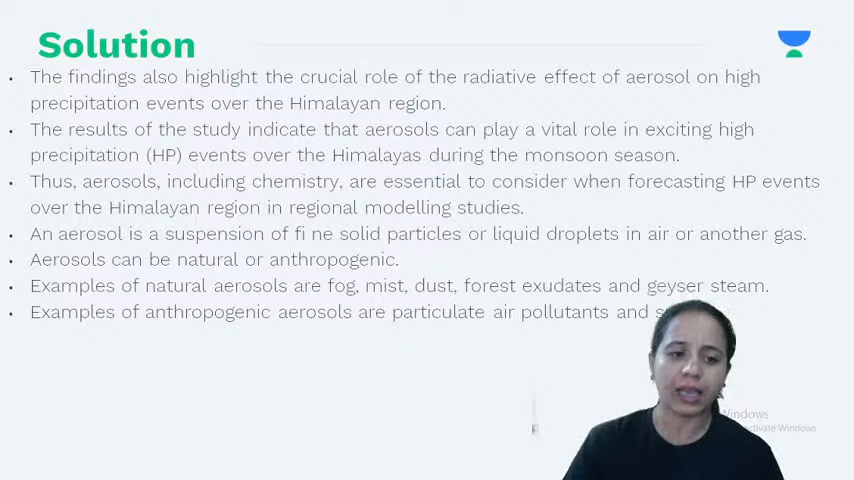 Solution
• The findings also highlight the crucial role of the radiative effect of aerosol on high
precipitation events over the Himalayan region.
• The results of the study indicate that aerosols can play a vital role in exciting high
precipitation (HP) events over the Himalayas during the monsoon season.
• Thus, aerosols, including chemistry, are essential to consider when forecasting HP events
over the Himalayan region in regional modelling studies.
• An aerosol is a suspension of fi ne solid particles or liquid droplets in air or another gas.
• Aerosols can be natural or anthropogenic.
• Examples of natural aerosols are fog, mist, dust, forest exudates and geyser steam.
• Examples of anthropogenic aerosols are particulate air pollutants and
Windows
Windows